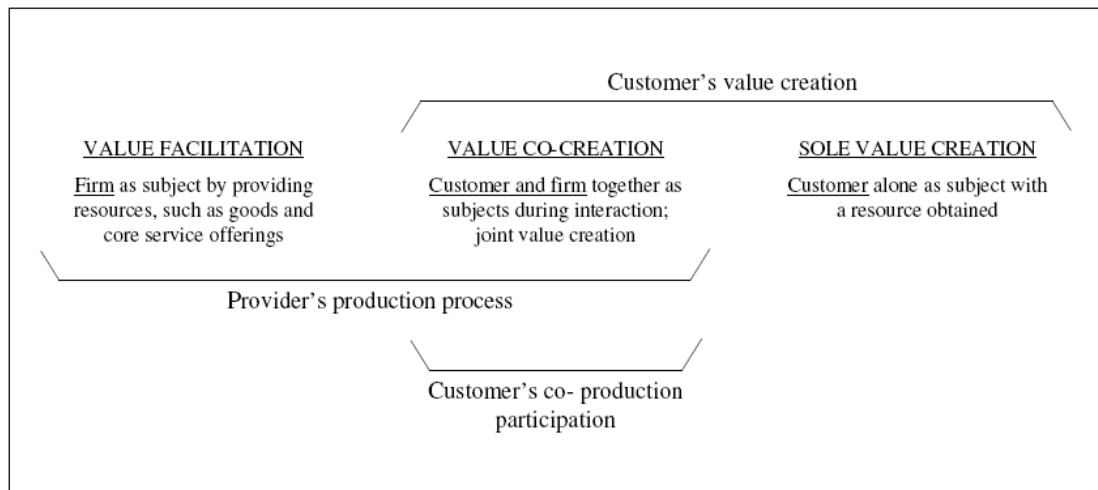 Customer’s value creation
VALUE FACILITATION
Firm as subject by providing
resources, such as goods and
core service offerings
VALUE CO-CREATION
Customer and firm together as
subjects during interaction;
joint value creation
SOLE VALUE CREATION
Customer alone as subject with
a resource obtained
Provider’s production process
Customer’s co- production
participation